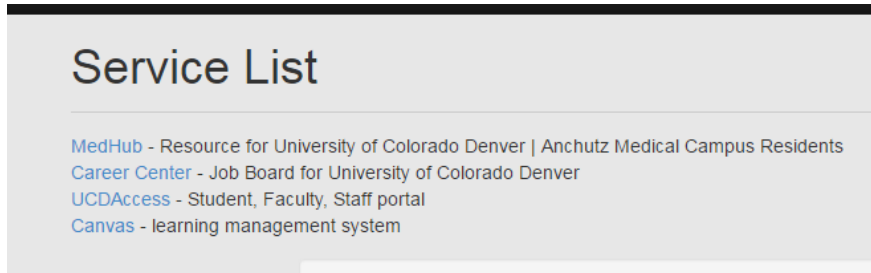 Service List
MedHub - Resource for University of Colorado Denver | Anchutz Medical Campus Residents
Career Center - Job Board for University of Colorado Denver
UCDAccess - Student, Faculty, Staff portal
Canvas - learning management system